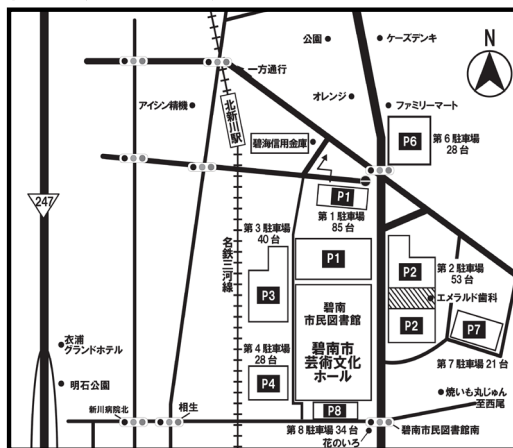 公園
ケーズデンキ
N
一方通行
アイシン精機
オレンジ
ファミリーマート
北新川駅
碧海信用金庫
P6
第6駐車場
28台
P1
第1駐車場
85台
247
名鉄三河線
第3駐車場
40台
P3
P1
P2
第2駐車場
53台
エメラルド歯科
P2
P7
第7駐車場 21台
碧南
市民図書館
碧南市
芸術文化
ホール
衣浦
グランドホテル
明石公園
第4駐車場
28台
P4
新川病院北
相生
P8
第8駐車場 34台
花のいろ
焼いも丸じゅん
至西尾
碧南市民図書館南